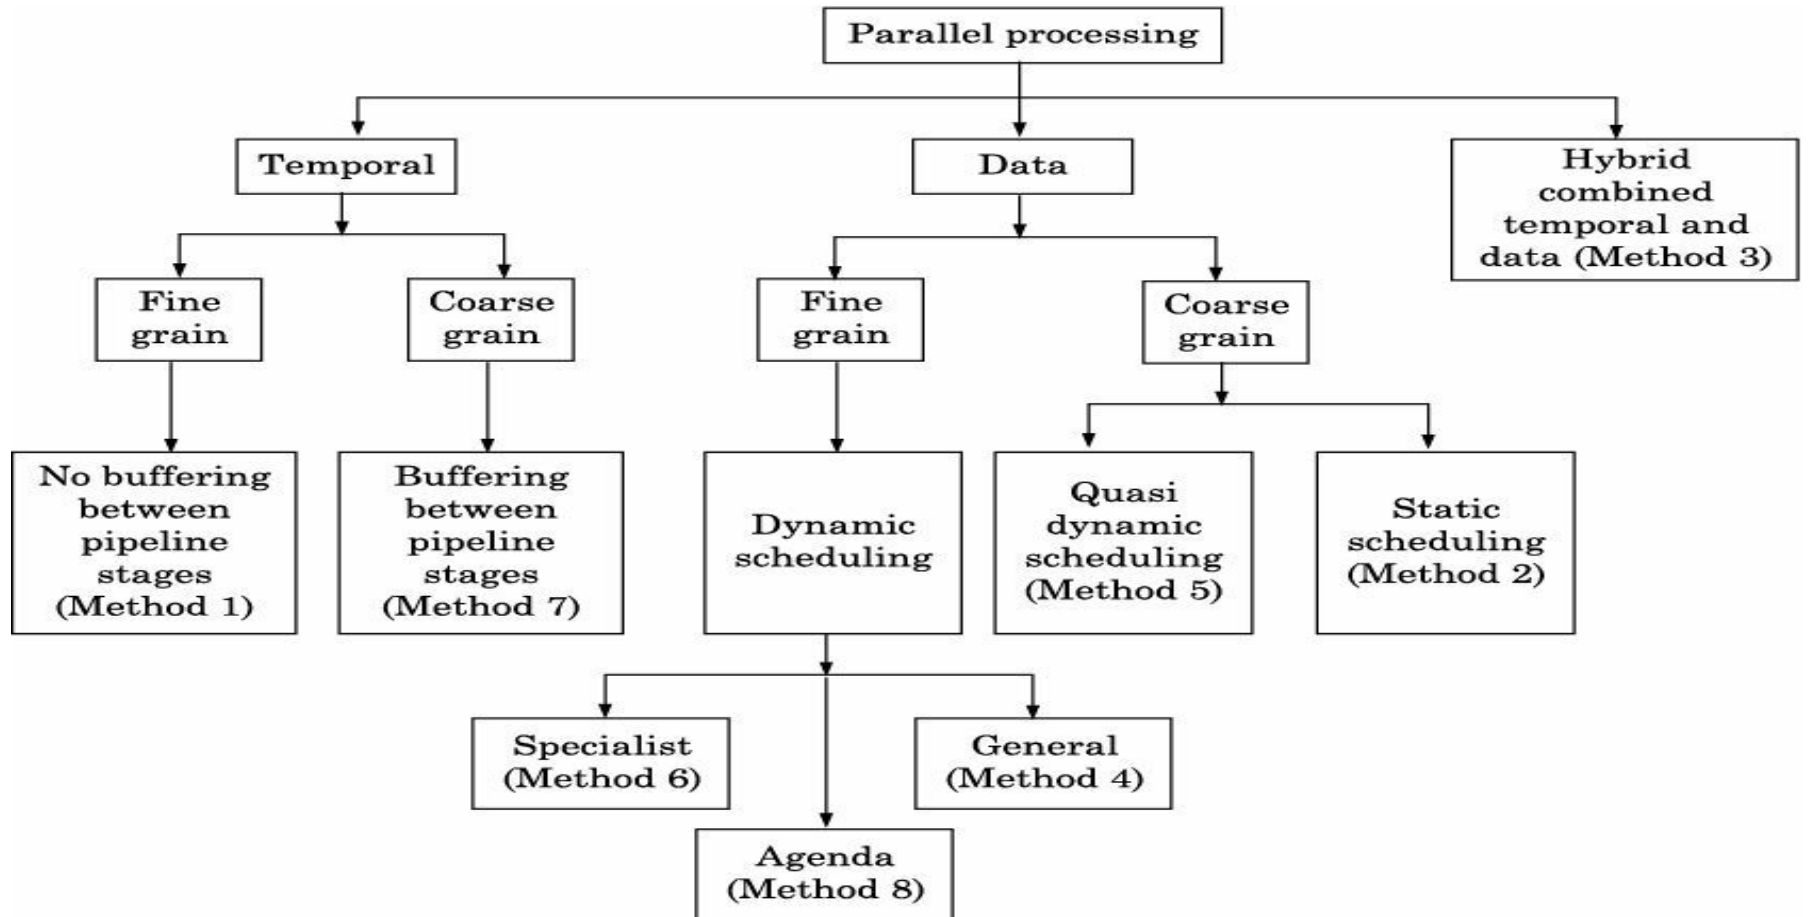 Parallel processing
Temporal
Data
Hybrid
combined
temporal and
data (Method 3)
Fine
grain
Coarse
grain
Fine
grain
Coarse
grain
No buffering
between
pipeline
stages
(Method 1)
Buffering
between
pipeline
stages
(Method 7)
Dynamic
scheduling
Quasi
dynamic
scheduling
(Method 5)
Static
scheduling
(Method 2)
Specialist
(Method 6)
General
(Method 4)
Agenda
(Method 8)